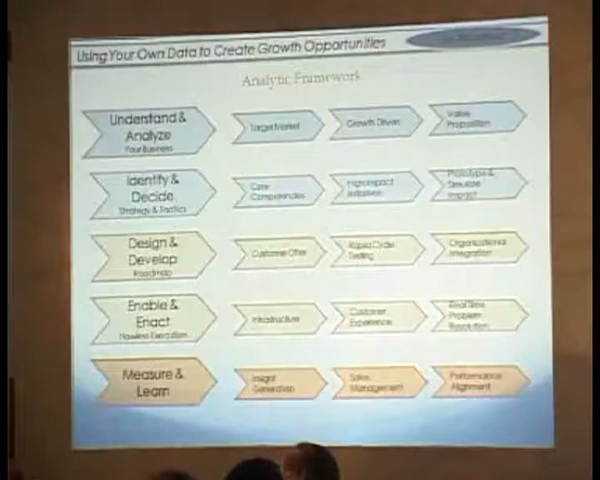 Using Your Own Data to Create Growth Opportunities
Analytic Framework
Understand &
Analyze
Your Business
Target Market
Growth Drivers
Value
Proposition
Identify &
Decide
Strategy & Tactics
Core
Competencies
High Impact
Initiatives
Prototype &
Simulate
Impact
Design &
Develop
Roadmap
Customer Offer
Rapid Cycle
Testing
Organizational
Integration
Enable &
Enact
Flawless Execution
Infrastructure
Customer
Experience
Real Time
Problem
Resolution
Measure &
Learn
Insight
Generation
Sales
Management
Performance
Alignment